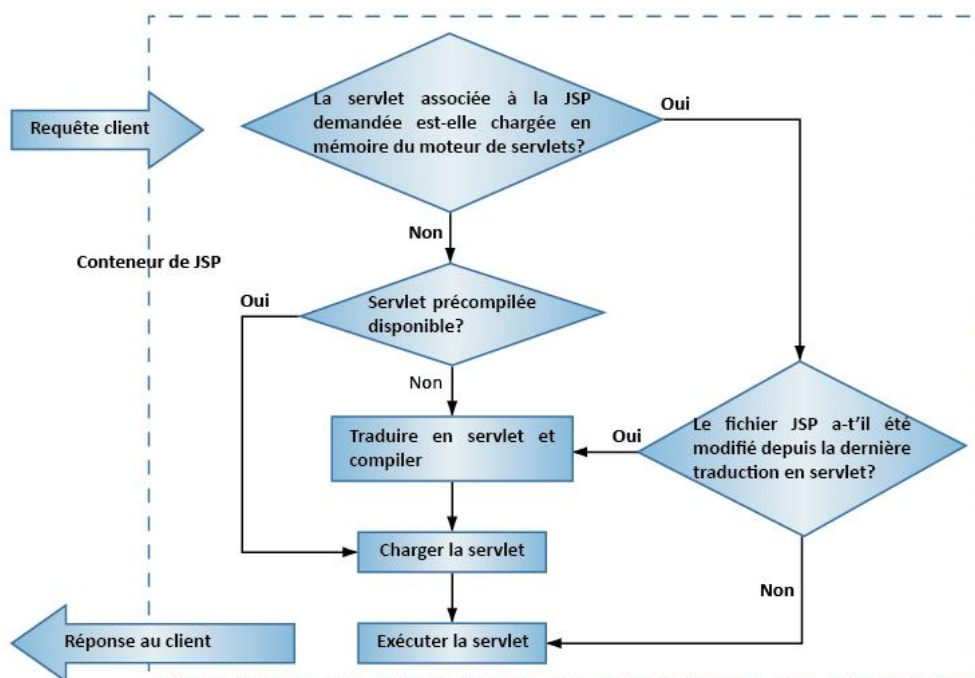 La servlet associée à la JSP
demandée est-elle chargée en
mémoire du moteur de servlets?
Oui
Requête client
Non
Conteneur de JSP
Oui
Servlet précompilée
disponible?
Non
Traduire en servlet et
compiler
Oui
Le fichier JSP a-t'il été
modifié depuis la dernière
traduction en servlet?
Charger la servlet
Non
Réponse au client
Exécuter la servlet